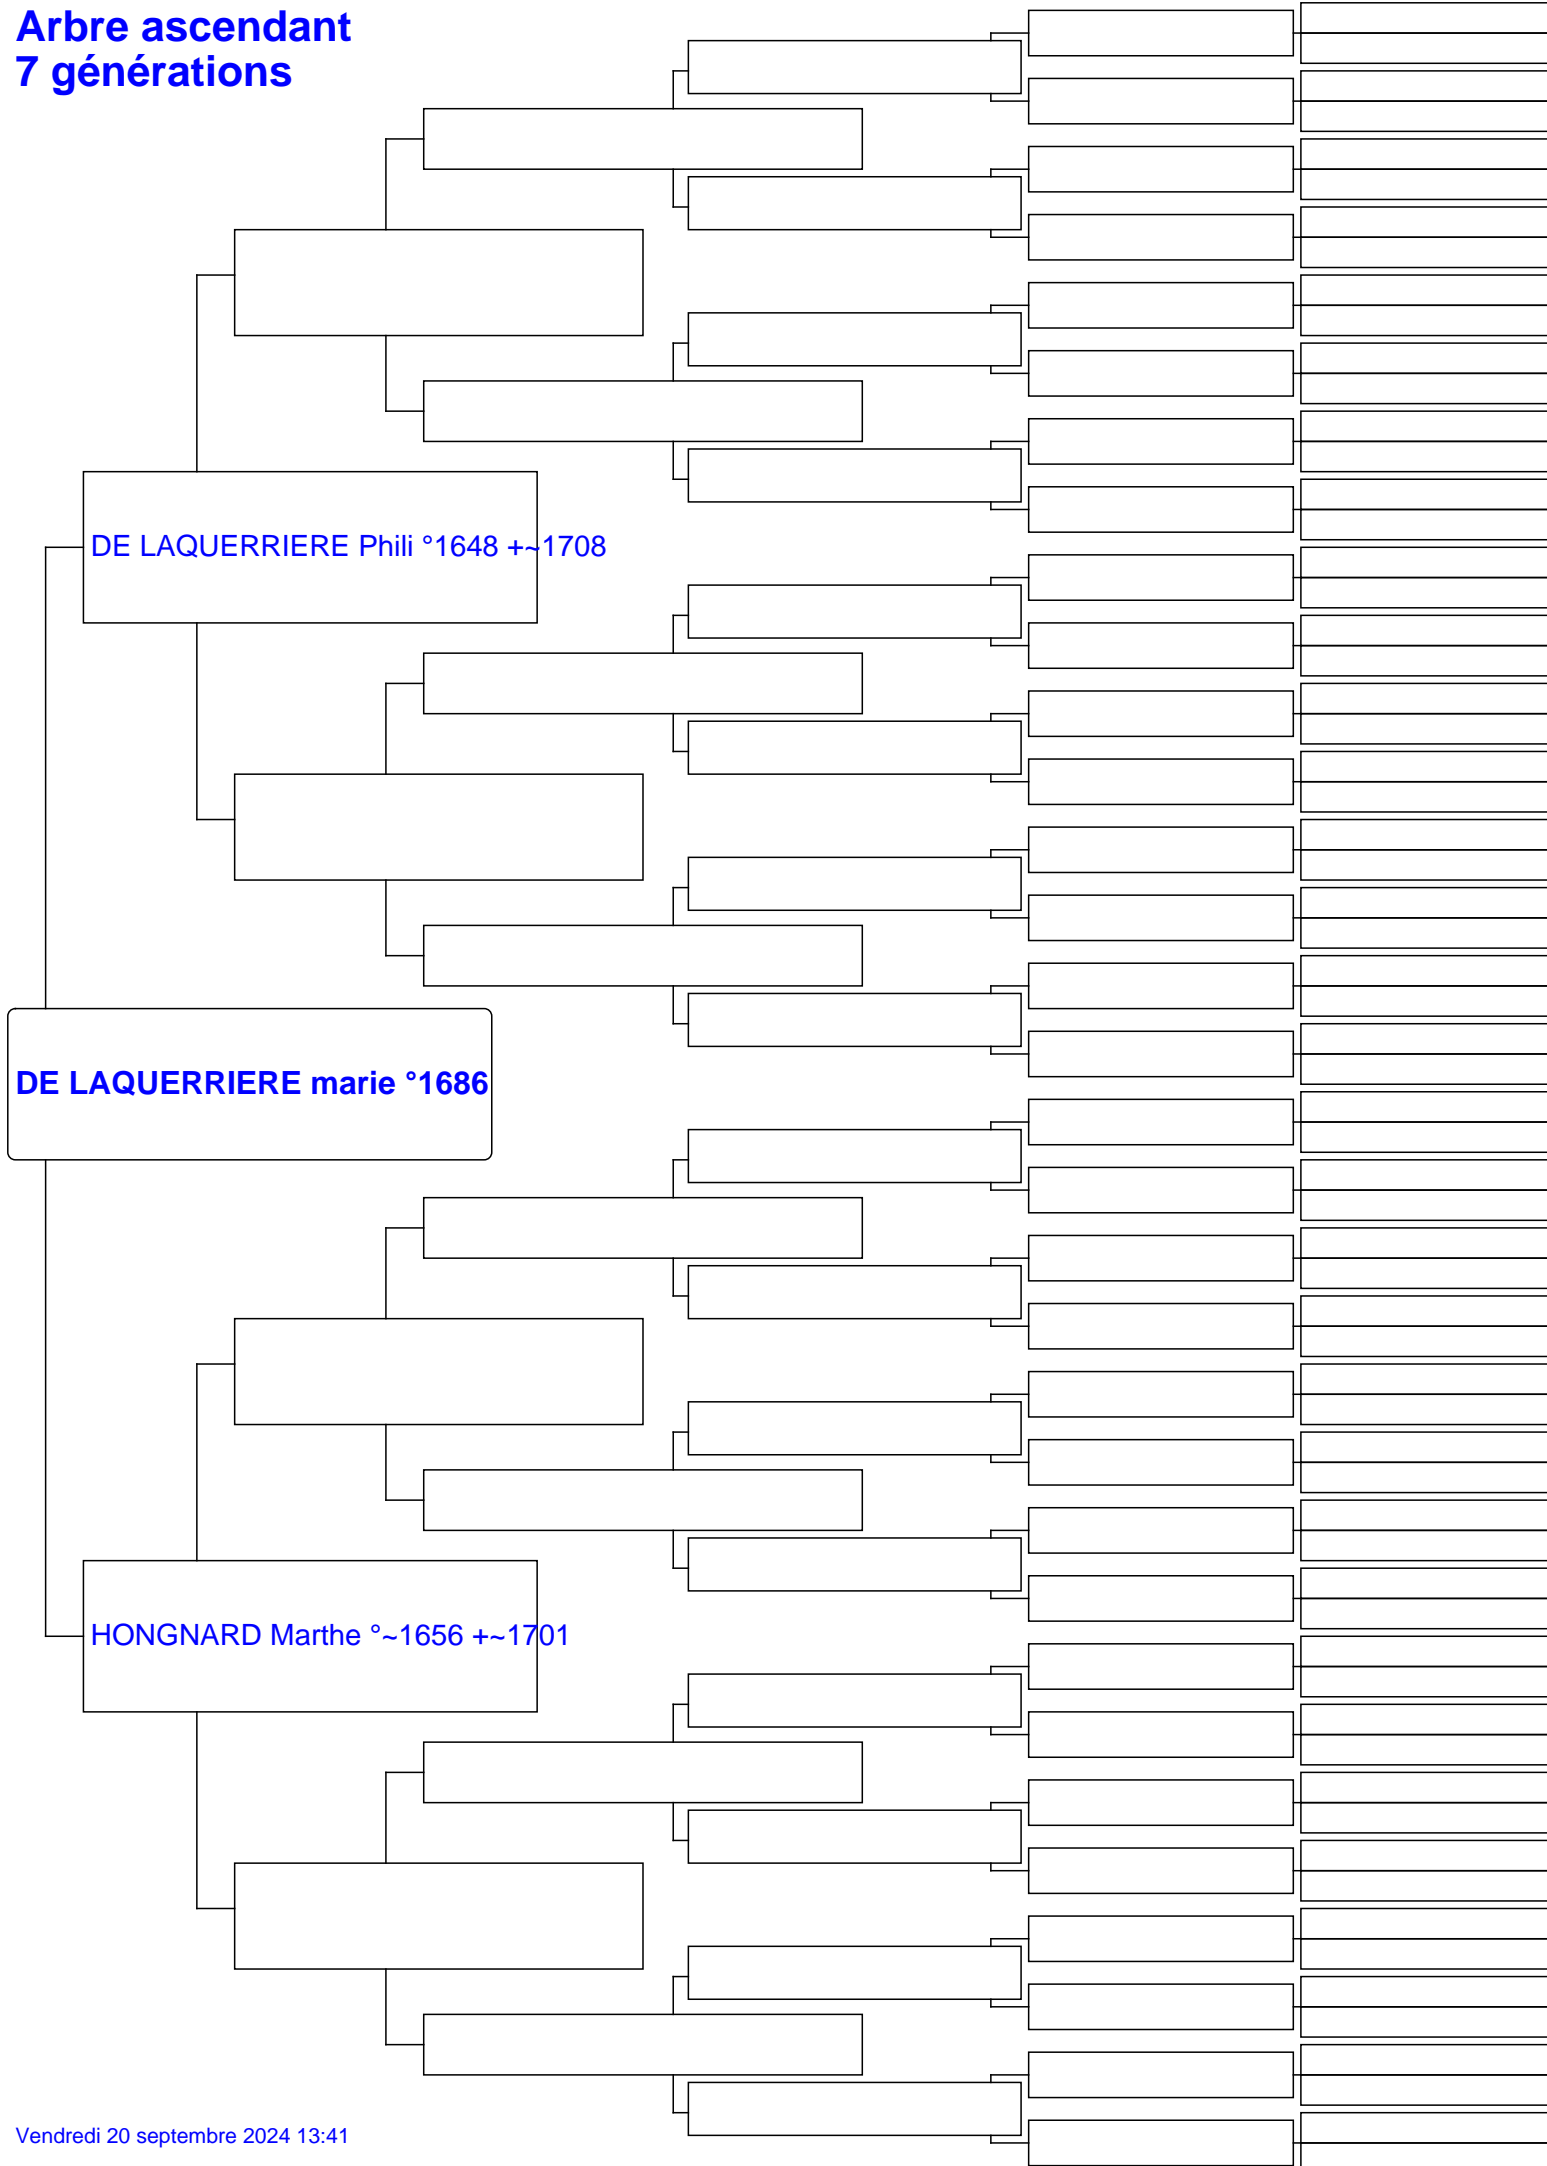 Arbre ascendant
7 générations
DE LAQUERRIERE Phili °1648 +~1708
DE LAQUERRIERE marie °1686
HONGNARD Marthe °~1656 +~1701
Vendredi 20 septembre 2024 13:41